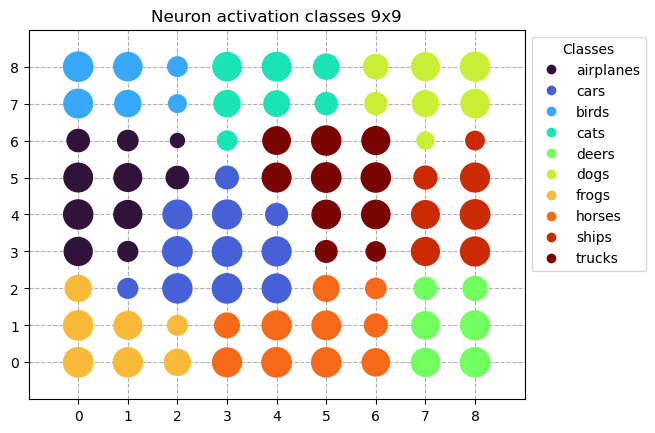 Neuron activation classes 9x9
Classes
airplanes
cars
birds
cats
deers
dogs
frogs
horses
ships
trucks
8
7
6
5
4
3
2
1
0
0 1 2 3 4 5 6 7 8